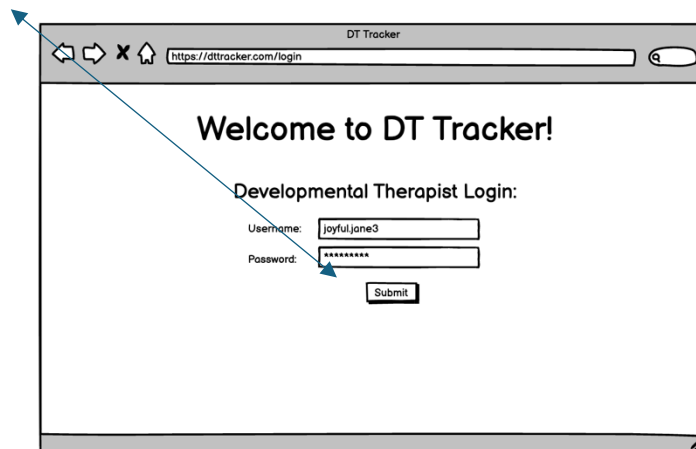 DT Tracker
https://dttracker.com/login
Welcome to DT Tracker!
Developmental Therapist Login:
Username: joyful.jane3
Password: *********
Submit